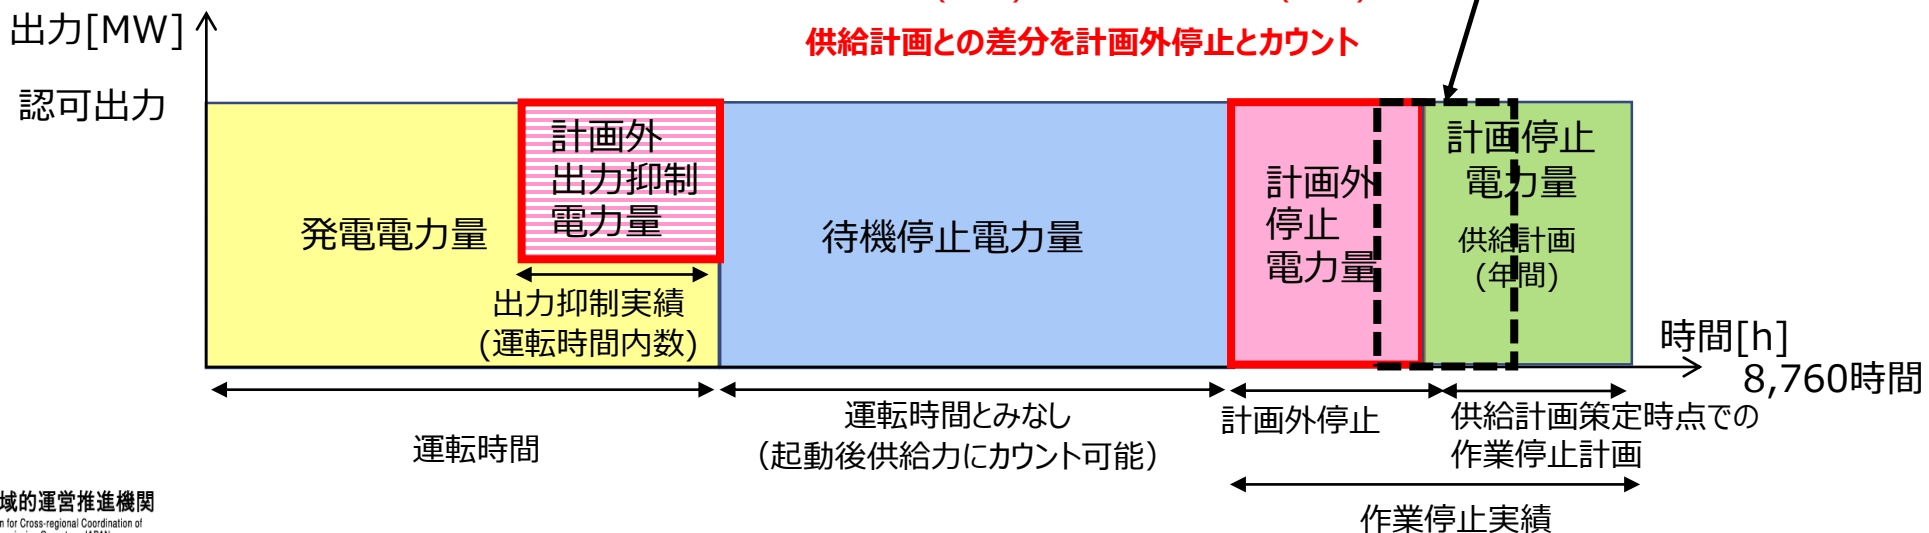 供給計画との差分を計画外停止とカウント
出力[MW]
認可出力
計画外
出力抑制
電力量
発電電力量
出力抑制実績
(運転時間内数)
待機停止電力量
計画外
停止
電力量
計画停止
電力量
供給計画
(年間)
時間[h]
8,760時間
運転時間
運転時間とみなし
（起動後供給力にカウント可能）
計画外停止
供給計画策定時点での
作業停止計画
作業停止実績
域的運営推進機関
n for Cross-regional Coordination of